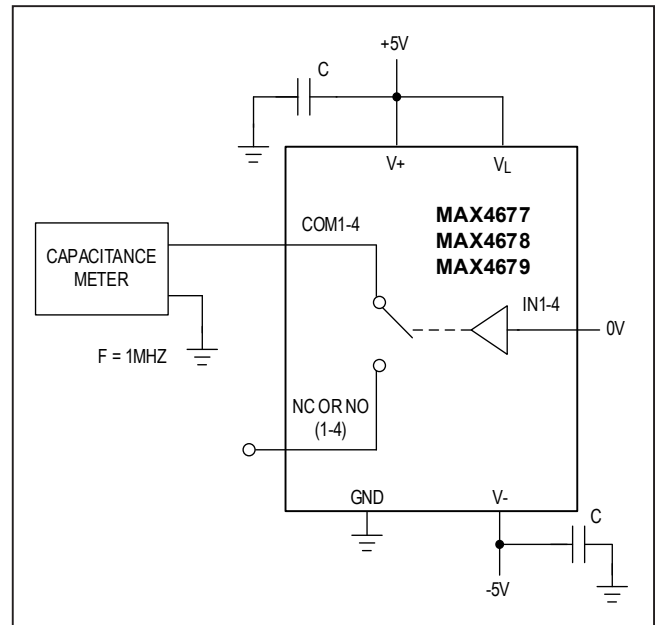 +5V
C
V+
VL
COM1-4
MAX4677
MAX4678
MAX4679
CAPACITANCE
METER
IN1-4
0V
F = 1MHZ
NC OR NO
(1-4)
GND
V-
C
-5V